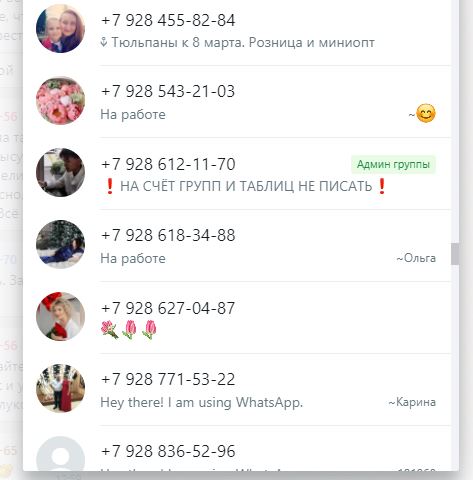 +7 928 455-82-84
⚘ Тюльпаны к 8 марта. Розница и миниопт
+7 928 543-21-03
На работе
~😊
+7 928 612-11-70
Админ группы
❗ НА СЧЁТ ГРУПП И ТАБЛИЦ НЕ ПИСАТЬ ❗
+7 928 618-34-88
На работе
~Ольга
+7 928 627-04-87
💐🌷🌷
+7 928 771-53-22
Hey there! I am using WhatsApp.
~Карина
+7 928 836-52-96